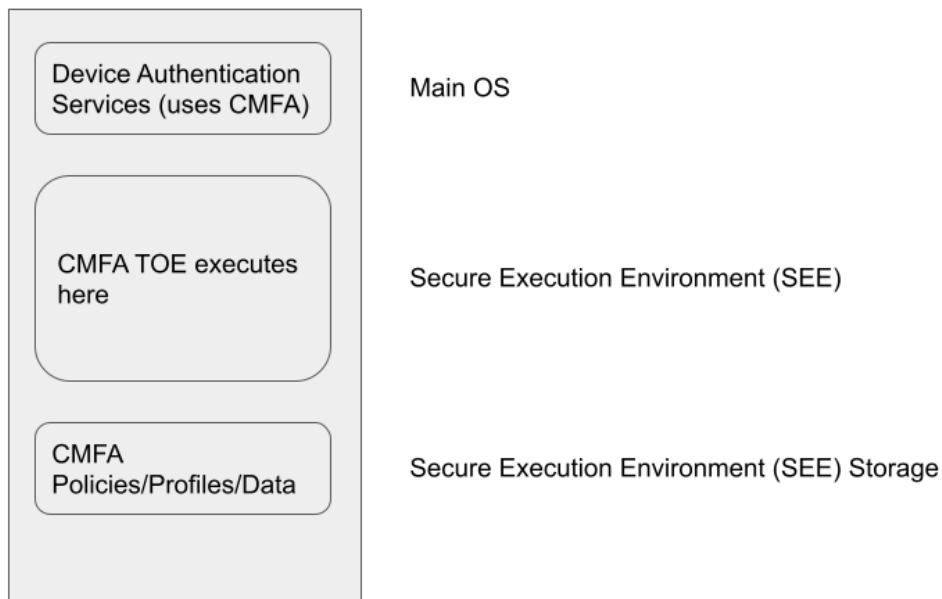 Device Authentication
Services (uses CMFA)
Main OS
CMFA TOE executes
here
Secure Execution Environment (SEE)
CMFA
Policies/Profiles/Data
Secure Execution Environment (SEE) Storage